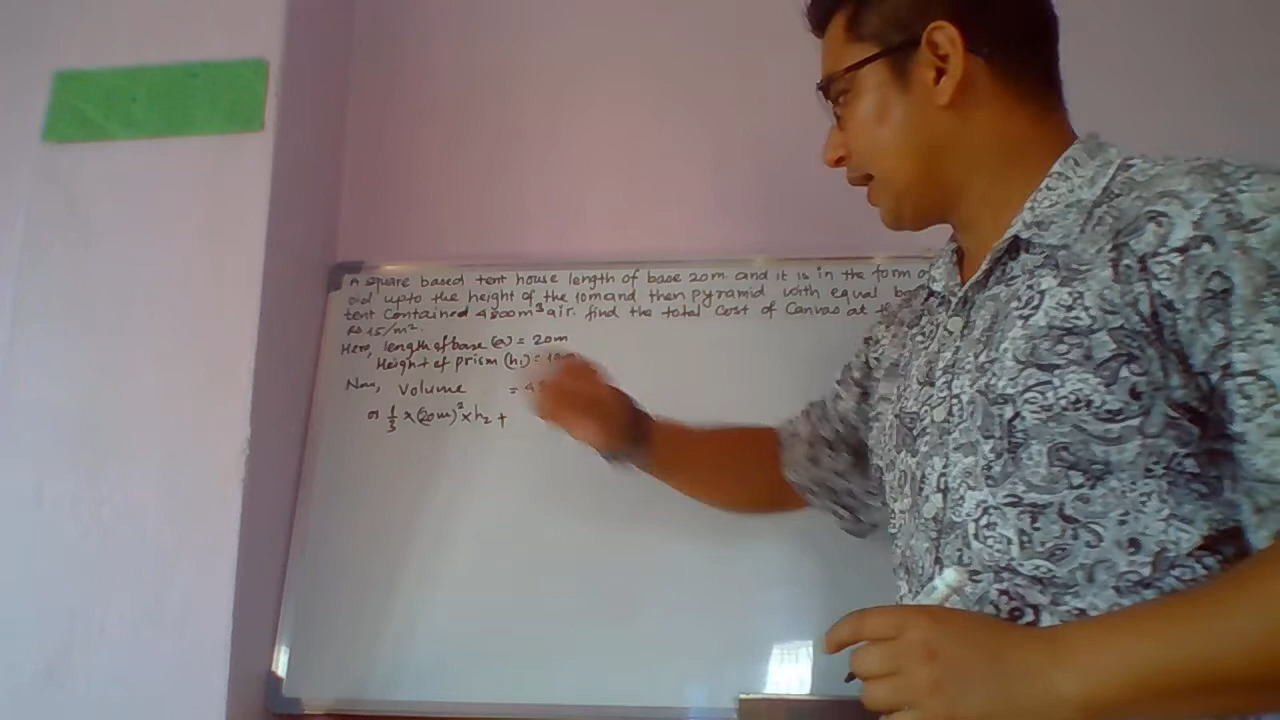 A square based tent house length of base 20m and it is in the form
oid upto the height of the 10m and then pyramid with equal
tent contained 4800m³ air. find the total cost of Canvas at
Rs 15/m².
Here, length of base (a) = 20m
Height of prism (h₁) =
Now, Volume = 4
or 1/3 × (20m)² × h₂ +